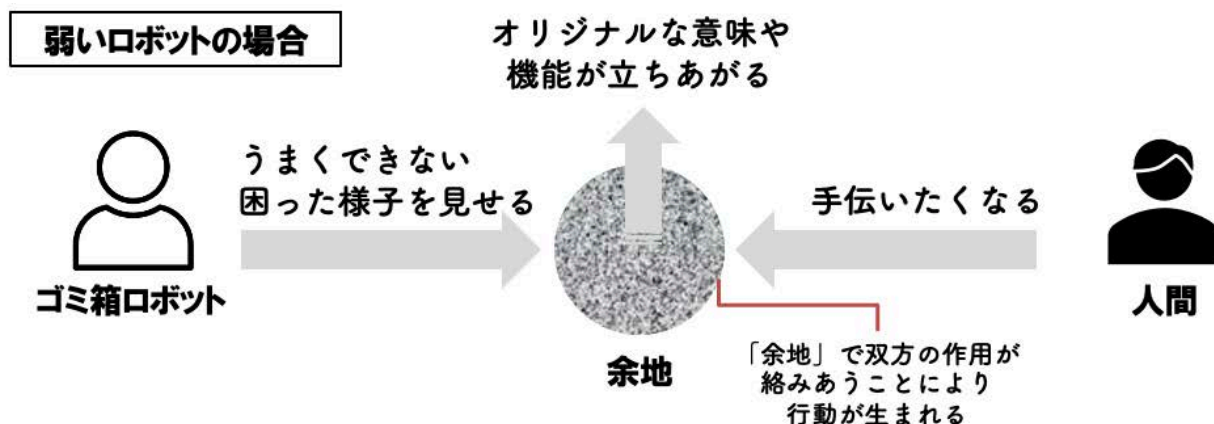 弱いロボットの場合
オリジナルな意味や
機能が立ちあがる
うまくできない
困った様子を見せる
手伝いたくなる
ゴミ箱ロボット
人間
余地
「余地」で双方の作用が
絡みあうことにより
行動が生まれる